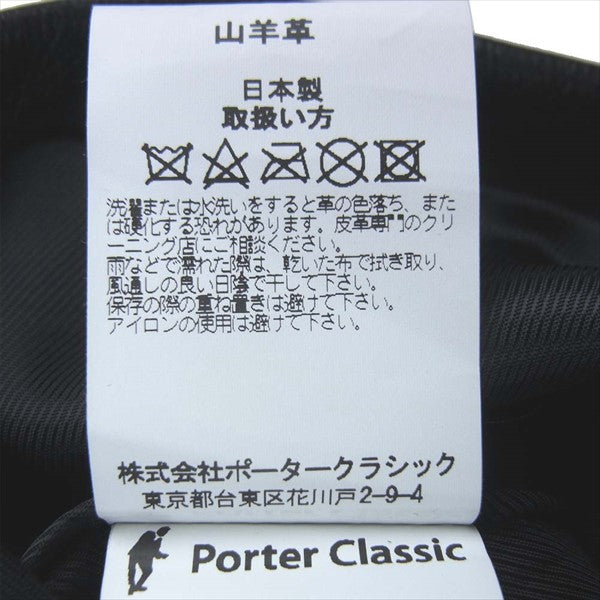 山羊革
日本製
取扱い方
洗濯または水洗いをすると革の色落ち、また
は硬化する恐れがあります。皮革専門のクリ
ーニング店にご相談ください。
雨などで濡れた際は、乾いた布で拭き取り、
風通しの良い日陰で干して下さい。
保存の際の重ね置きは避けて下さい。
アイロンの使用は避けて下さい。
株式会社ポータークラシック
東京都台東区花川戸2-9-4
Porter Classic